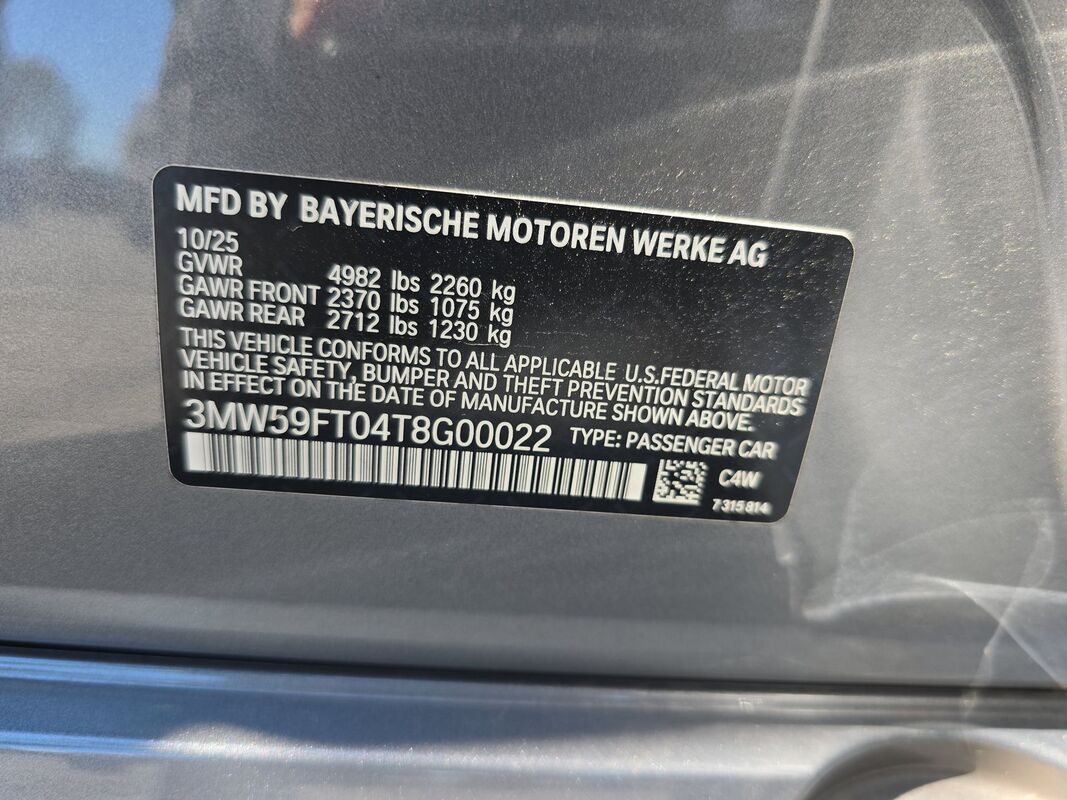 MFD BY BAYERISCHE MOTOREN WERKE AG
10/25
GVWR 4982 lbs 2260 kg
GAWR FRONT 2370 lbs 1075 kg
GAWR REAR 2712 lbs 1230 kg
THIS VEHICLE CONFORMS TO ALL APPLICABLE U.S.FEDERAL MOTOR
VEHICLE SAFETY, BUMPER AND THEFT PREVENTION STANDARDS
IN EFFECT ON THE DATE OF MANUFACTURE SHOWN ABOVE.
3MW59FT04T8G00022 TYPE: PASSENGER CAR
C4W
7315814